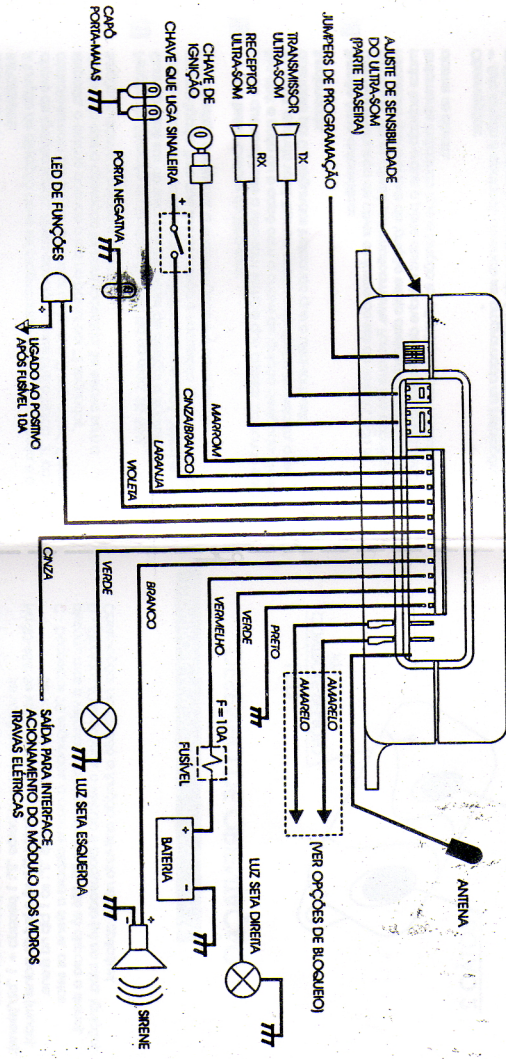 AJUSTE DE SENSIBILIDADE
DO ULTRA-SOM
(PARTE TRASEIRA)
JUMPERS DE PROGRAMAÇÃO
TRANSMISSOR
ULTRA-SOM
TX
RECEPTOR
ULTRA-SOM
RX
CHAVE DE
IGNIÇÃO
CHAVE QUE LIGA SINALEIRA
+
CAPÔ
PORTA-MALAS
PORTA NEGATIVA
LED DE FUNÇÕES
-
+
LIGADO AO POSITIVO
APÓS FUSÍVEL 10A
MARROM
CINZA/BRANCO
LARANJA
VIOLETA
CINZA
VERDE
BRANCO
VERMELHO
VERDE
PRETO
AMARELO
AMARELO
ANTENA
(VER OPÇÕES DE BLOQUEIO)
LUZ SETA DIREITA
F = 10A
FUSÍVEL
+
-
BATERIA
+
-
SIRENE
LUZ SETA ESQUERDA
SAÍDA PARA INTERFACE
ACIONAMENTO DO MÓDULO DOS VIDROS
TRAVAS ELÉTRICAS